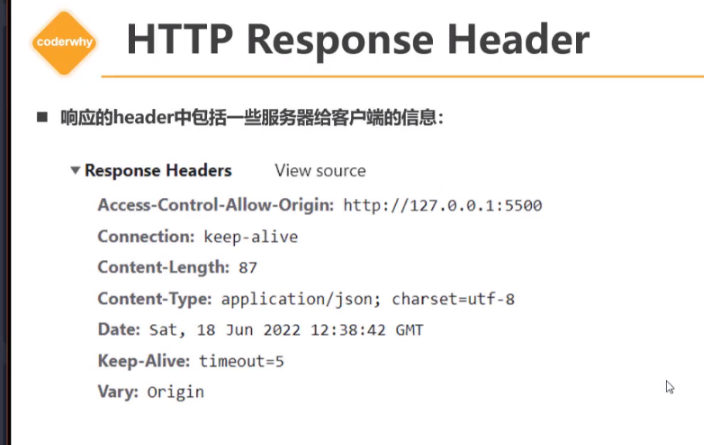 coderwhy
HTTP Response Header
响应的header中包括一些服务器给客户端的信息：
Response Headers View source
Access-Control-Allow-Origin: http://127.0.0.1:5500
Connection: keep-alive
Content-Length: 87
Content-Type: application/json; charset=utf-8
Date: Sat, 18 Jun 2022 12:38:42 GMT
Keep-Alive: timeout=5
Vary: Origin